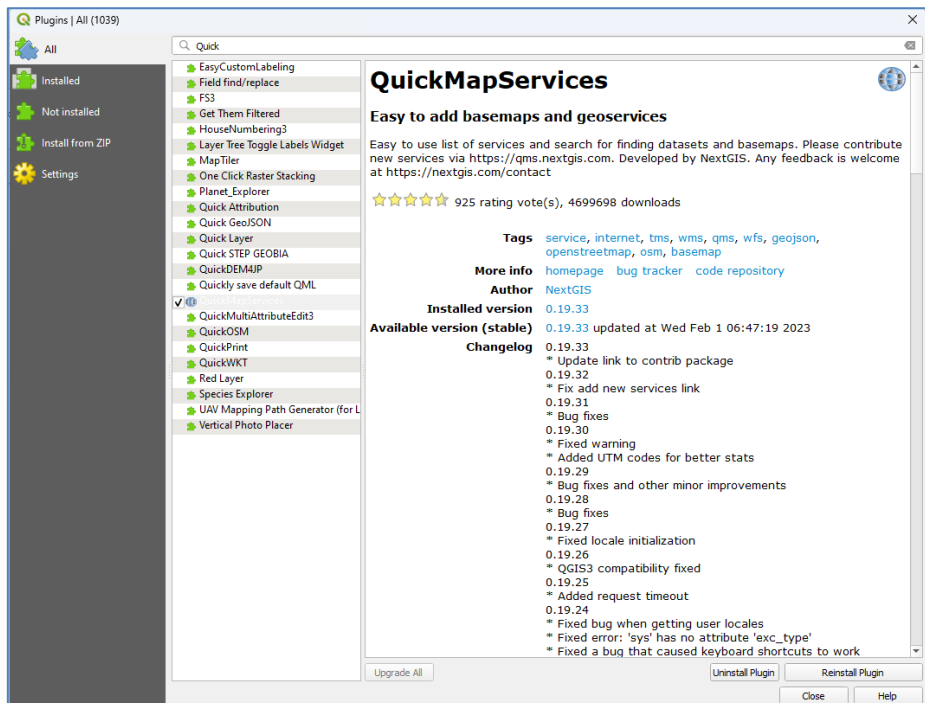 Plugins | All (1039)
All
Installed
Not installed
Install from ZIP
Settings
Quick
EasyCustomLabeling
Field find/replace
FS3
Get Them Filtered
HouseNumbering3
Layer Tree Toggle Labels Widget
MapTiler
One Click Raster Stacking
Planet_Explorer
Quick Attribution
Quick GeoJSON
Quick Layer
Quick STEP GEOBIA
QuickDEM4JP
Quickly save default QML
QuickMapServices
QuickMultiAttributeEdit3
QuickOSM
QuickPrint
QuickWKT
Red Layer
Species Explorer
UAV Mapping Path Generator (for L
Vertical Photo Placer
QuickMapServices
Easy to add basemaps and geoservices
Easy to use list of services and search for finding datasets and basemaps. Please contribute
new services via https://qms.nextgis.com. Developed by NextGIS. Any feedback is welcome
at https://nextgis.com/contact
925 rating vote(s), 4699698 downloads
Tags service, internet, tms, wms, qms, wfs, geojson,
openstreetmap, osm, basemap
More info homepage bug tracker code repository
Author NextGIS
Installed version 0.19.33
Available version (stable) 0.19.33 updated at Wed Feb 1 06:47:19 2023
Changelog 0.19.33
* Update link to contrib package
0.19.32
* Fix add new services link
0.19.31
* Bug fixes
0.19.30
* Fixed warning
* Added UTM codes for better stats
0.19.29
* Bug fixes and other minor improvements
0.19.28
* Bug fixes
0.19.27
* Fixed locale initialization
0.19.26
* QGIS3 compatibility fixed
0.19.25
* Added request timeout
0.19.24
* Fixed bug when getting user locales
* Fixed error: 'sys' has no attribute 'exc_type'
* Fixed a bug that caused keyboard shortcuts to work
Upgrade All
Uninstall Plugin
Reinstall Plugin
Close
Help